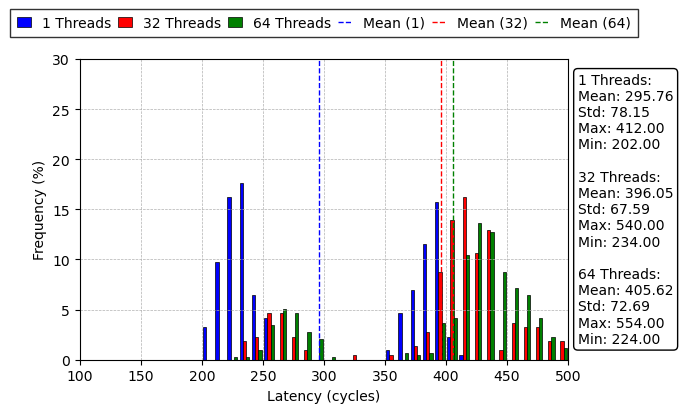 1 Threads 32 Threads 64 Threads Mean (1) Mean (32) Mean (64)
30
25
20
15
10
5
0
Frequency (%)
100 150 200 250 300 350 400 450 500
Latency (cycles)
1 Threads:
Mean: 295.76
Std: 78.15
Max: 412.00
Min: 202.00
32 Threads:
Mean: 396.05
Std: 67.59
Max: 540.00
Min: 234.00
64 Threads:
Mean: 405.62
Std: 72.69
Max: 554.00
Min: 224.00